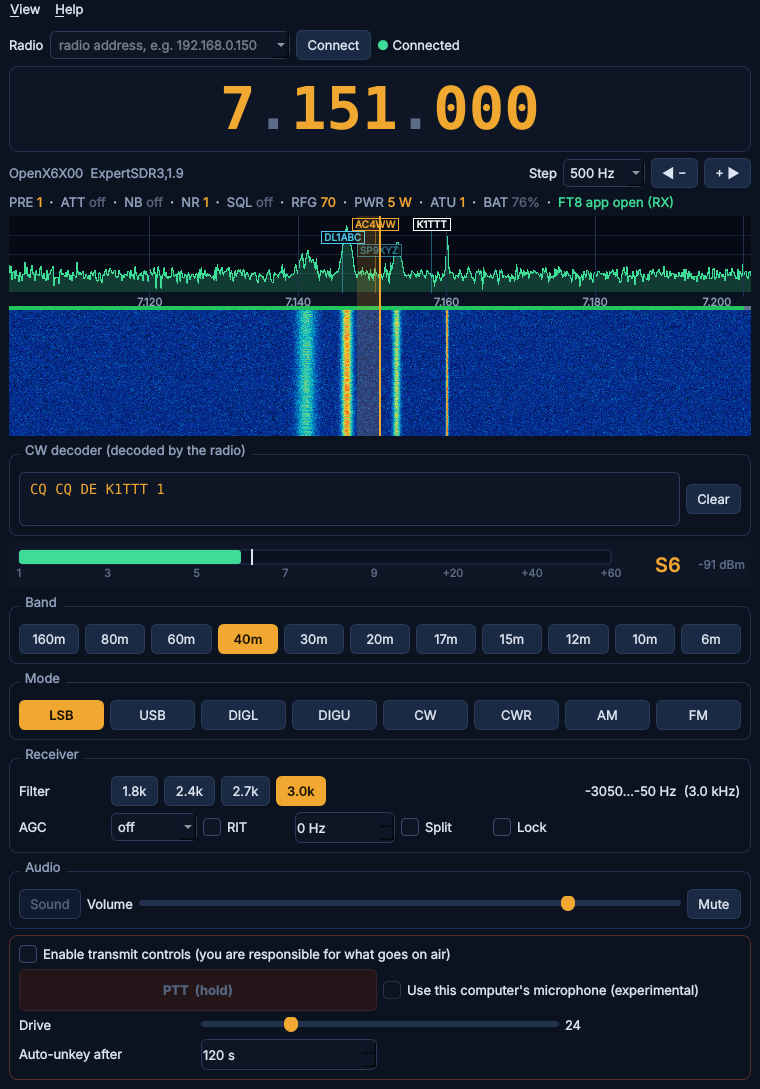 View Help
Radio radio address, e.g. 192.168.0.150 Connect Connected
7.151.000
OpenX6X00 ExpertSDR3,1.9 Step 500 Hz ◀ − + ▶
PRE 1 · ATT off · NB off · NR 1 · SQL off · RFG 70 · PWR 5 W · ATU 1 · BAT 76% · FT8 app open (RX)
AC4WW K1TTT
DL1ABC
SP9XYZ
7.120 7.140 7.160 7.180 7.200
CW decoder (decoded by the radio)
CQ CQ DE K1TTT 1 Clear
S6 -91 dBm
1 3 5 7 9 +20 +40 +60
Band
160m 80m 60m 40m 30m 20m 17m 15m 12m 10m 6m
Mode
LSB USB DIGL DIGU CW CWR AM FM
Receiver
Filter 1.8k 2.4k 2.7k 3.0k -3050...-50 Hz (3.0 kHz)
AGC off RIT 0 Hz Split Lock
Audio
Sound Volume Mute
Enable transmit controls (you are responsible for what goes on air)
PTT (hold) Use this computer's microphone (experimental)
Drive 24
Auto-unkey after 120 s